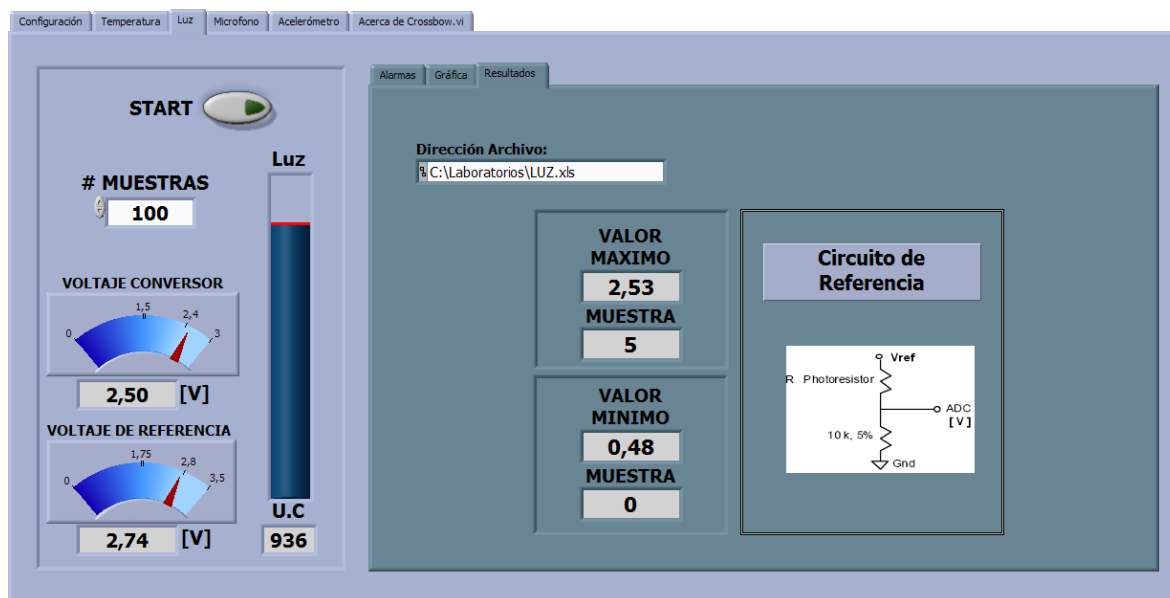 Configuración
Temperatura
Luz
Microfono
Acelerómetro
Acerca de Crossbow.vi
START
# MUESTRAS
100
Luz
VOLTAJE CONVERSOR
0
1,5
2,4
3
2,50 [V]
VOLTAJE DE REFERENCIA
0
1,75
2,8
3,5
2,74 [V]
U.C
936
Alarmas
Gráfica
Resultados
Dirección Archivo:
C:\Laboratorios\LUZ.xls
VALOR
MAXIMO
2,53
MUESTRA
5
VALOR
MINIMO
0,48
MUESTRA
0
Circuito de
Referencia
Vref
R Photoresistor
ADC
[ V ]
10 k, 5%
Gnd